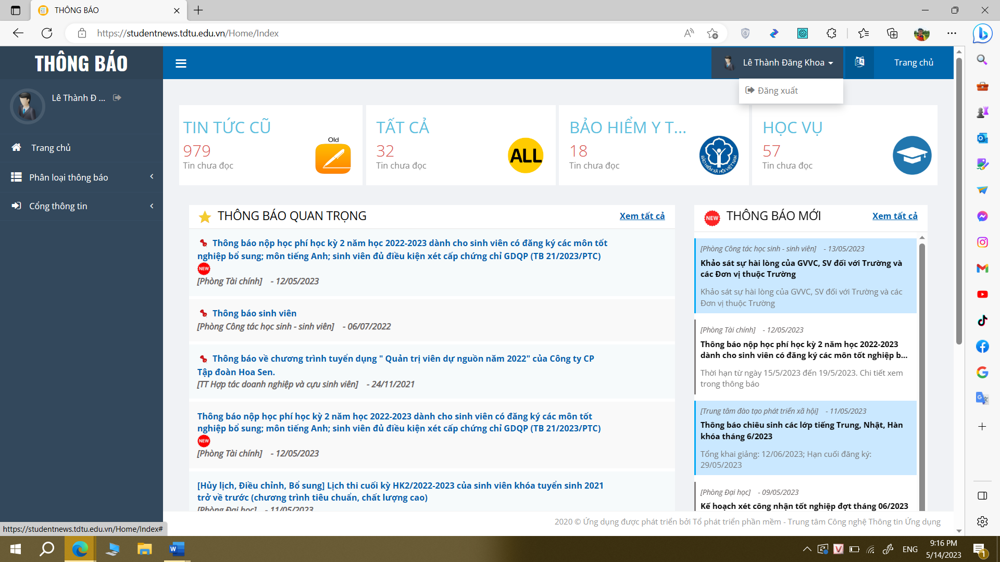 THÔNG BÁO
https://studentnews.tdtu.edu.vn/Home/Index
THÔNG BÁO
Lê Thành Đăng Khoa
Trang chủ
Đăng xuất
Lê Thành Đ ...
Trang chủ
Phân loại thông báo
Cổng thông tin
TIN TỨC CŨ
979
Tin chưa đọc
Old
TẤT CẢ
32
Tin chưa đọc
ALL
BẢO HIỂM Y T...
18
Tin chưa đọc
BẢO HIỂM XÃ HỘI VIỆT NAM
HỌC VỤ
57
Tin chưa đọc
THÔNG BÁO QUAN TRỌNG
Xem tất cả
Thông báo nộp học phí học kỳ 2 năm học 2022-2023 dành cho sinh viên có đăng ký các môn tốt
nghiệp bổ sung; môn tiếng Anh; sinh viên đủ điều kiện xét cấp chứng chỉ GDQP (TB 21/2023/PTC)
NEW
[Phòng Tài chính] - 12/05/2023
Thông báo sinh viên
[Phòng Công tác học sinh - sinh viên] - 06/07/2022
Thông báo về chương trình tuyển dụng " Quản trị viên dự nguồn năm 2022" của Công ty CP
Tập đoàn Hoa Sen.
[TT Hợp tác doanh nghiệp và cựu sinh viên] - 24/11/2021
Thông báo nộp học phí học kỳ 2 năm học 2022-2023 dành cho sinh viên có đăng ký các môn tốt
nghiệp bổ sung; môn tiếng Anh; sinh viên đủ điều kiện xét cấp chứng chỉ GDQP (TB 21/2023/PTC)
NEW
[Phòng Tài chính] - 12/05/2023
[Hủy lịch, Điều chỉnh, Bổ sung] Lịch thi cuối kỳ HK2/2022-2023 của sinh viên khóa tuyển sinh 2021
trở về trước (chương trình tiêu chuẩn, chất lượng cao)
[Phòng Đại học] - 11/05/2023
NEW
THÔNG BÁO MỚI
Xem tất cả
[Phòng Công tác học sinh - sinh viên] - 13/05/2023
Khảo sát sự hài lòng của GVVC, SV đối với Trường và
các Đơn vị thuộc Trường
Khảo sát sự hài lòng của GVVC, SV đối với Trường và các
Đơn vị thuộc Trường
[Phòng Tài chính] - 12/05/2023
Thông báo nộp học phí học kỳ 2 năm học 2022-2023
dành cho sinh viên có đăng ký các môn tốt nghiệp b...
Thời hạn từ ngày 15/5/2023 đến 19/5/2023. Chi tiết xem
trong thông báo
[Trung tâm đào tạo phát triển xã hội] - 11/05/2023
Thông báo chiêu sinh các lớp tiếng Trung, Nhật, Hàn
khóa tháng 6/2023
Tổng khai giảng: 12/06/2023; Hạn cuối đăng ký:
29/05/2023
[Phòng Đại học] - 09/05/2023
Kế hoạch xét công nhận tốt nghiệp đợt tháng 06/2023
2020 © Ứng dụng được phát triển bởi Tổ phát triển phần mềm - Trung tâm Công nghệ Thông tin Ứng dụng
https://studentnews.tdtu.edu.vn/Home/Index#
ENG
9:16 PM
5/14/2023
1